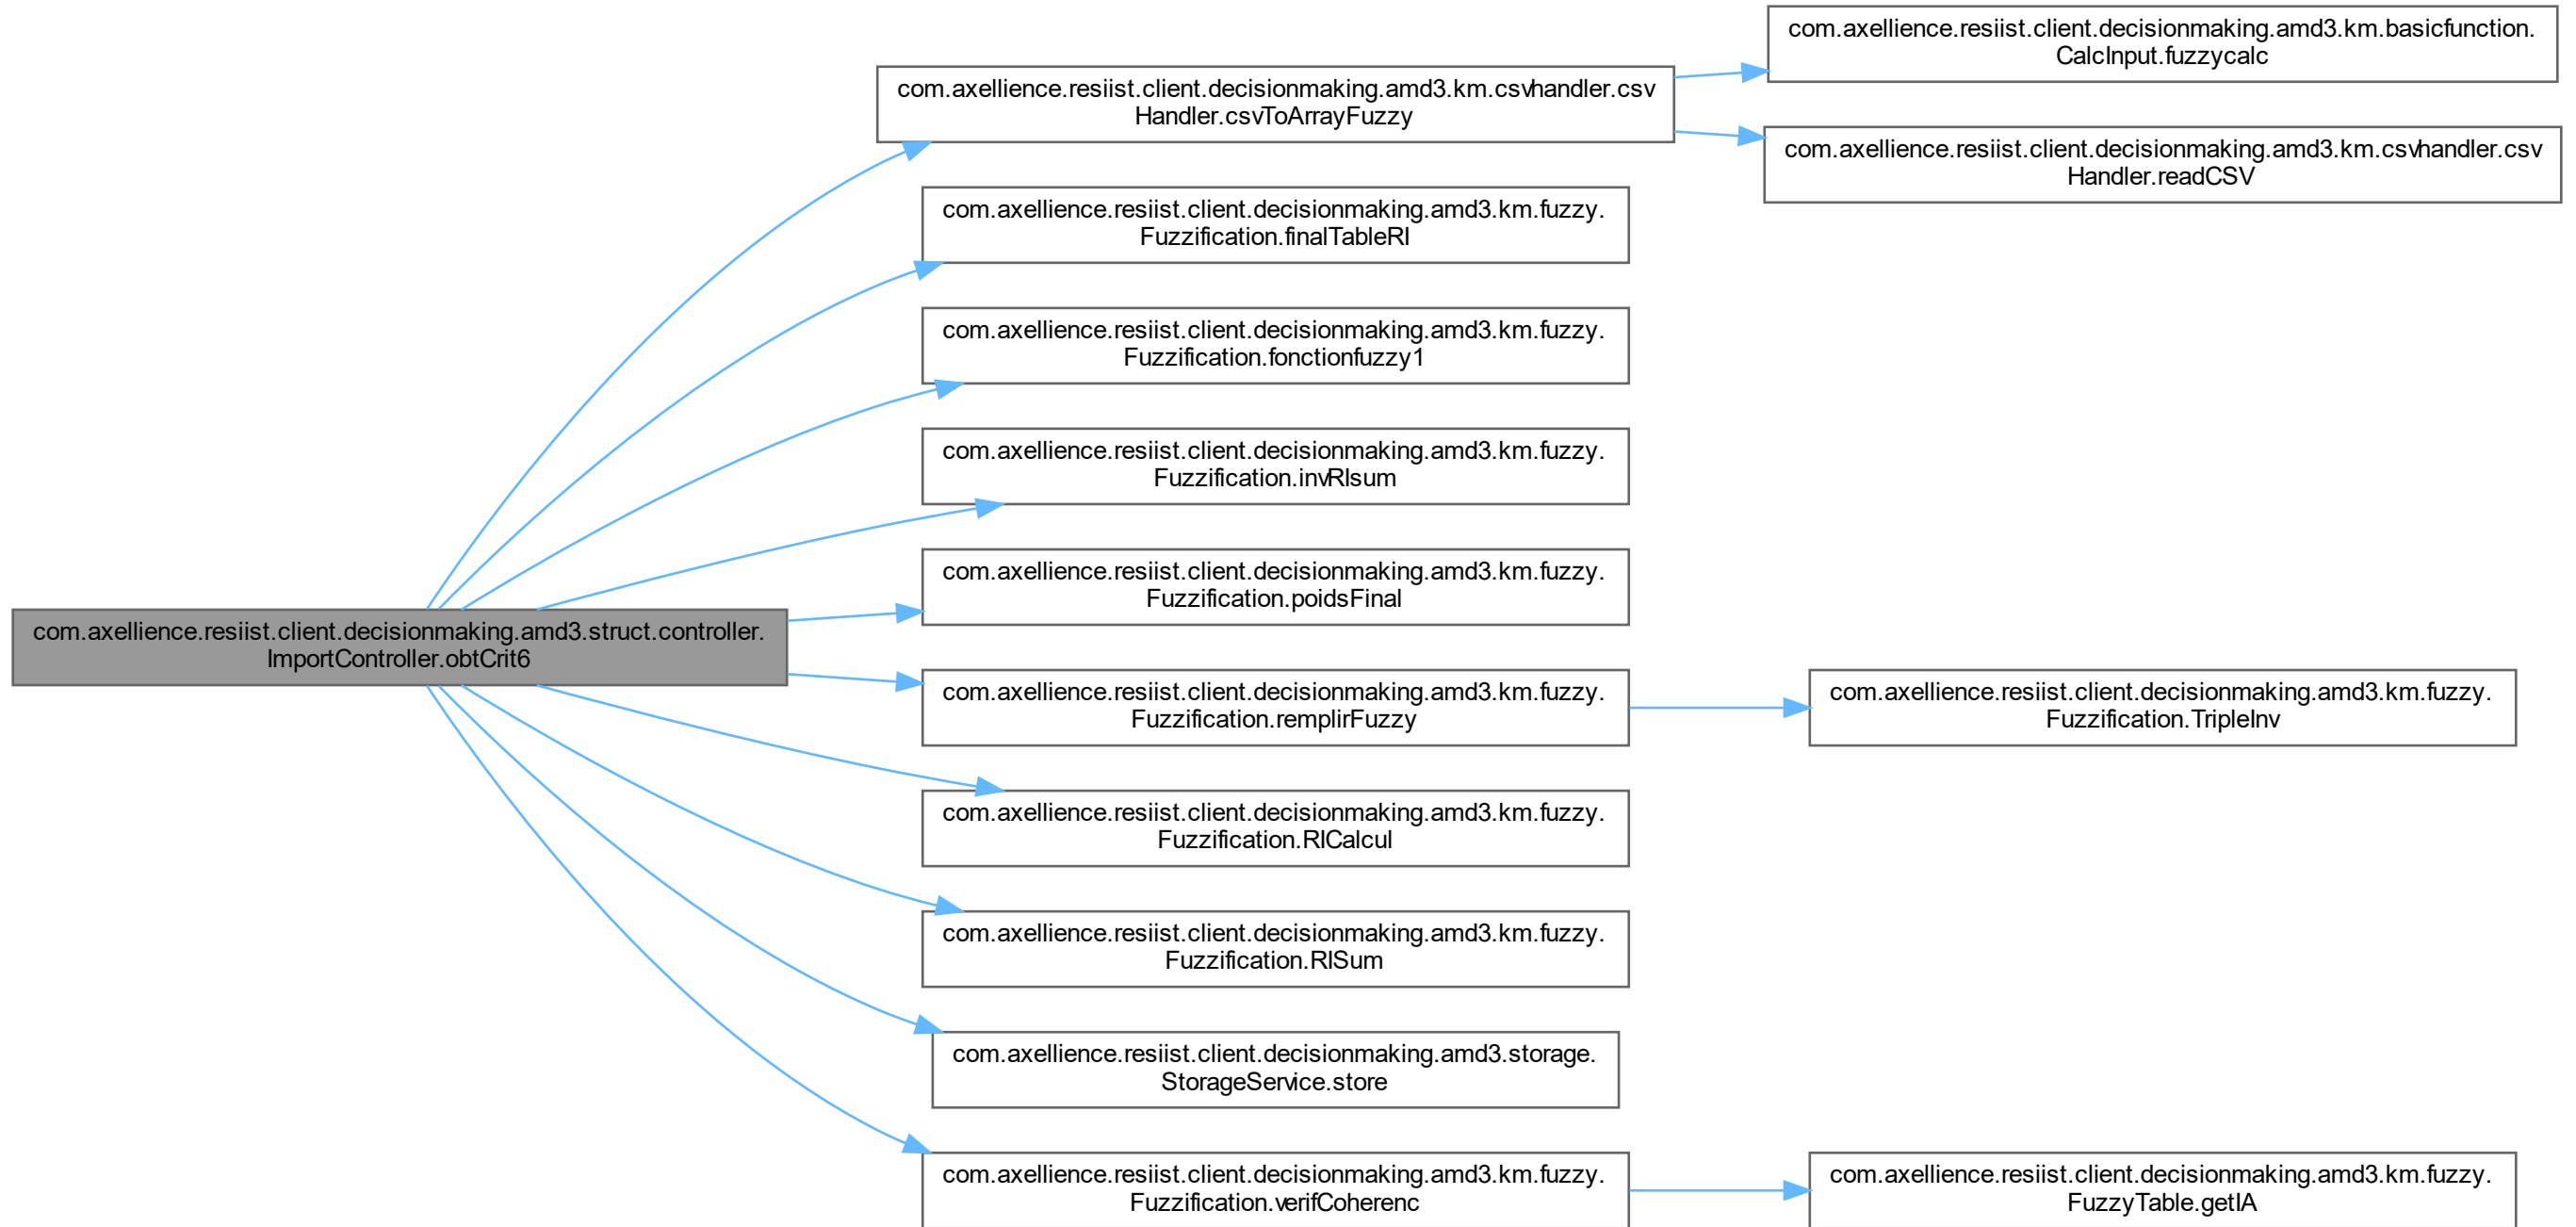 com.axellience.resiist.client.decisionmaking.amd3.km.basicfunction.
CalcInput.fuzzycalc
com.axellience.resiist.client.decisionmaking.amd3.km.csvhandler.csv
Handler.csvToArrayFuzzy
com.axellience.resiist.client.decisionmaking.amd3.km.csvhandler.csv
Handler.readCSV
com.axellience.resiist.client.decisionmaking.amd3.km.fuzzy.
Fuzzification.finalTableRI
com.axellience.resiist.client.decisionmaking.amd3.km.fuzzy.
Fuzzification.fonctionfuzzy1
com.axellience.resiist.client.decisionmaking.amd3.km.fuzzy.
Fuzzification.invRIsum
com.axellience.resiist.client.decisionmaking.amd3.km.fuzzy.
Fuzzification.poidsFinal
com.axellience.resiist.client.decisionmaking.amd3.struct.controller.
ImportController.obtCrit6
com.axellience.resiist.client.decisionmaking.amd3.km.fuzzy.
Fuzzification.remplirFuzzy
com.axellience.resiist.client.decisionmaking.amd3.km.fuzzy.
Fuzzification.TripleInv
com.axellience.resiist.client.decisionmaking.amd3.km.fuzzy.
Fuzzification.RICalcul
com.axellience.resiist.client.decisionmaking.amd3.km.fuzzy.
Fuzzification.RISum
com.axellience.resiist.client.decisionmaking.amd3.storage.
StorageService.store
com.axellience.resiist.client.decisionmaking.amd3.km.fuzzy.
Fuzzification.verifCoherenc
com.axellience.resiist.client.decisionmaking.amd3.km.fuzzy.
FuzzyTable.getIA